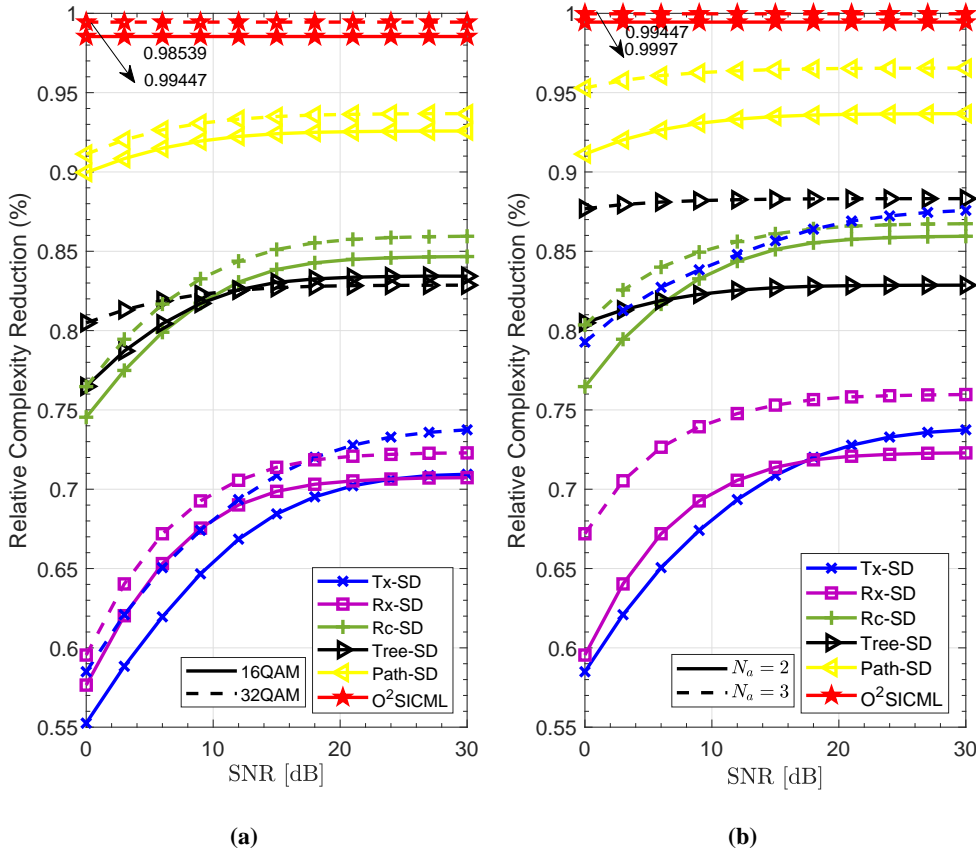 1
0.95
0.9
0.85
0.8
0.75
0.7
0.65
0.6
0.55
Relative Complexity Reduction (%)
0.98539
0.99447
Tx-SD
Rx-SD
Rc-SD
Tree-SD
Path-SD
O²SICML
16QAM
32QAM
0 10 20 30
SNR [dB]
(a)
1
0.95
0.9
0.85
0.8
0.75
0.7
0.65
0.6
0.55
Relative Complexity Reduction (%)
0.99447
0.9997
Tx-SD
Rx-SD
Rc-SD
Tree-SD
Path-SD
O²SICML
Nₐ = 2
Nₐ = 3
0 10 20 30
SNR [dB]
(b)